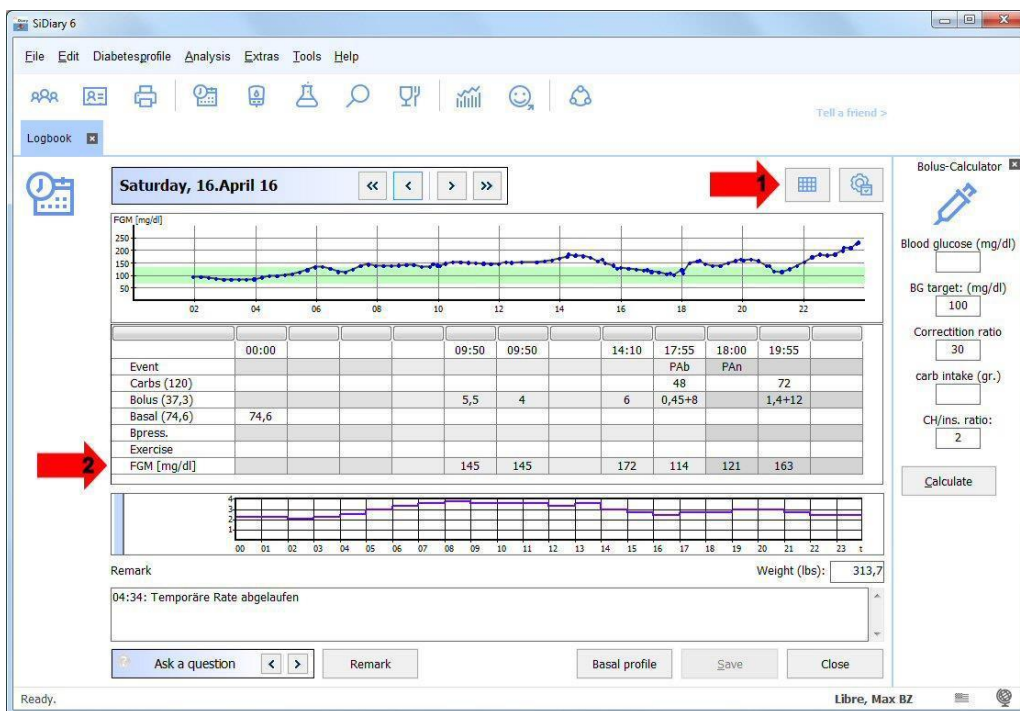 SiDiary 6
File Edit Diabetesprofile Analysis Extras Tools Help
Tell a friend >
Logbook
Saturday, 16.April 16 << < > >>
1
Bolus-Calculator
FGM [mg/dl]
250
200
150
100
50
02 04 06 08 10 12 14 16 18 20 22
Blood glucose (mg/dl)
BG target: (mg/dl)
100
Correctition ratio
30
carb intake (gr.)
CH/ins. ratio:
2
Calculate
00:00 09:50 09:50 14:10 17:55 18:00 19:55
Event PAb PAn
Carbs (120) 48 72
Bolus (37,3) 5,5 4 6 0,45+8 1,4+12
Basal (74,6) 74,6
Bpress.
Exercise
2
FGM [mg/dl] 145 145 172 114 121 163
4
3
2
1
00 01 02 03 04 05 06 07 08 09 10 11 12 13 14 15 16 17 18 19 20 21 22 23 t
Remark Weight (lbs): 313,7
04:34: Temporäre Rate abgelaufen
Ask a question < > Remark Basal profile Save Close
Ready. Libre, Max BZ